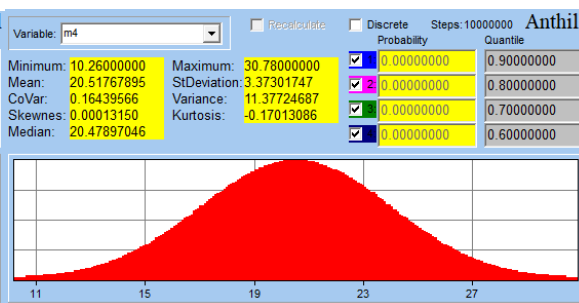 Variable: m4 Recalculate Discrete Steps:10000000 Anthil
Probability Quantile
Minimum: 10.26000000 Maximum: 30.78000000 1 0.00000000 0.90000000
Mean: 20.51767895 StDeviation: 3.37301747 2 0.00000000 0.80000000
CoVar: 0.16439566 Variance: 11.37724687
Skewnes: 0.00013150 Kurtosis: -0.17013086 3 0.00000000 0.70000000
Median: 20.47897046 0.00000000 0.60000000
11 15 19 23 27